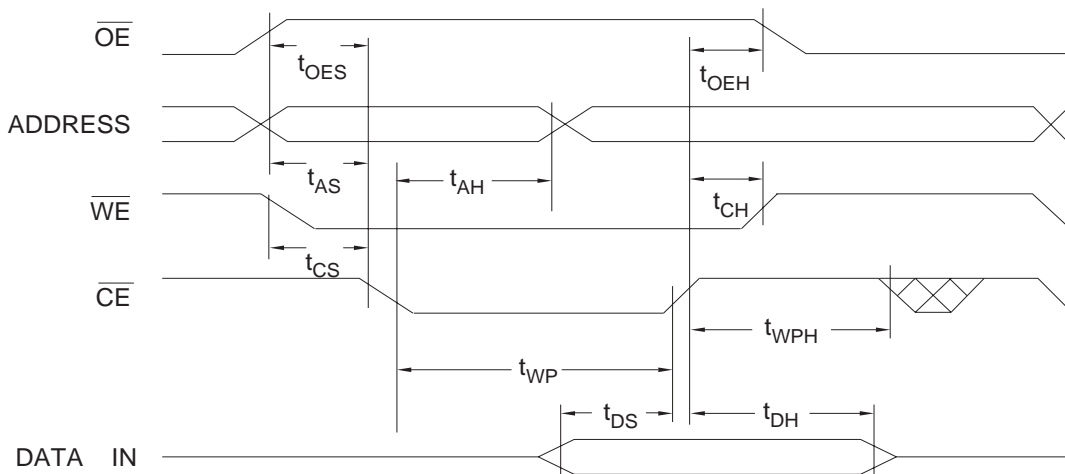 OE
tOES
tOEH
ADDRESS
tAS
tAH
WE
tCH
tCS
CE
tWPH
tWP
tDS
tDH
DATA IN